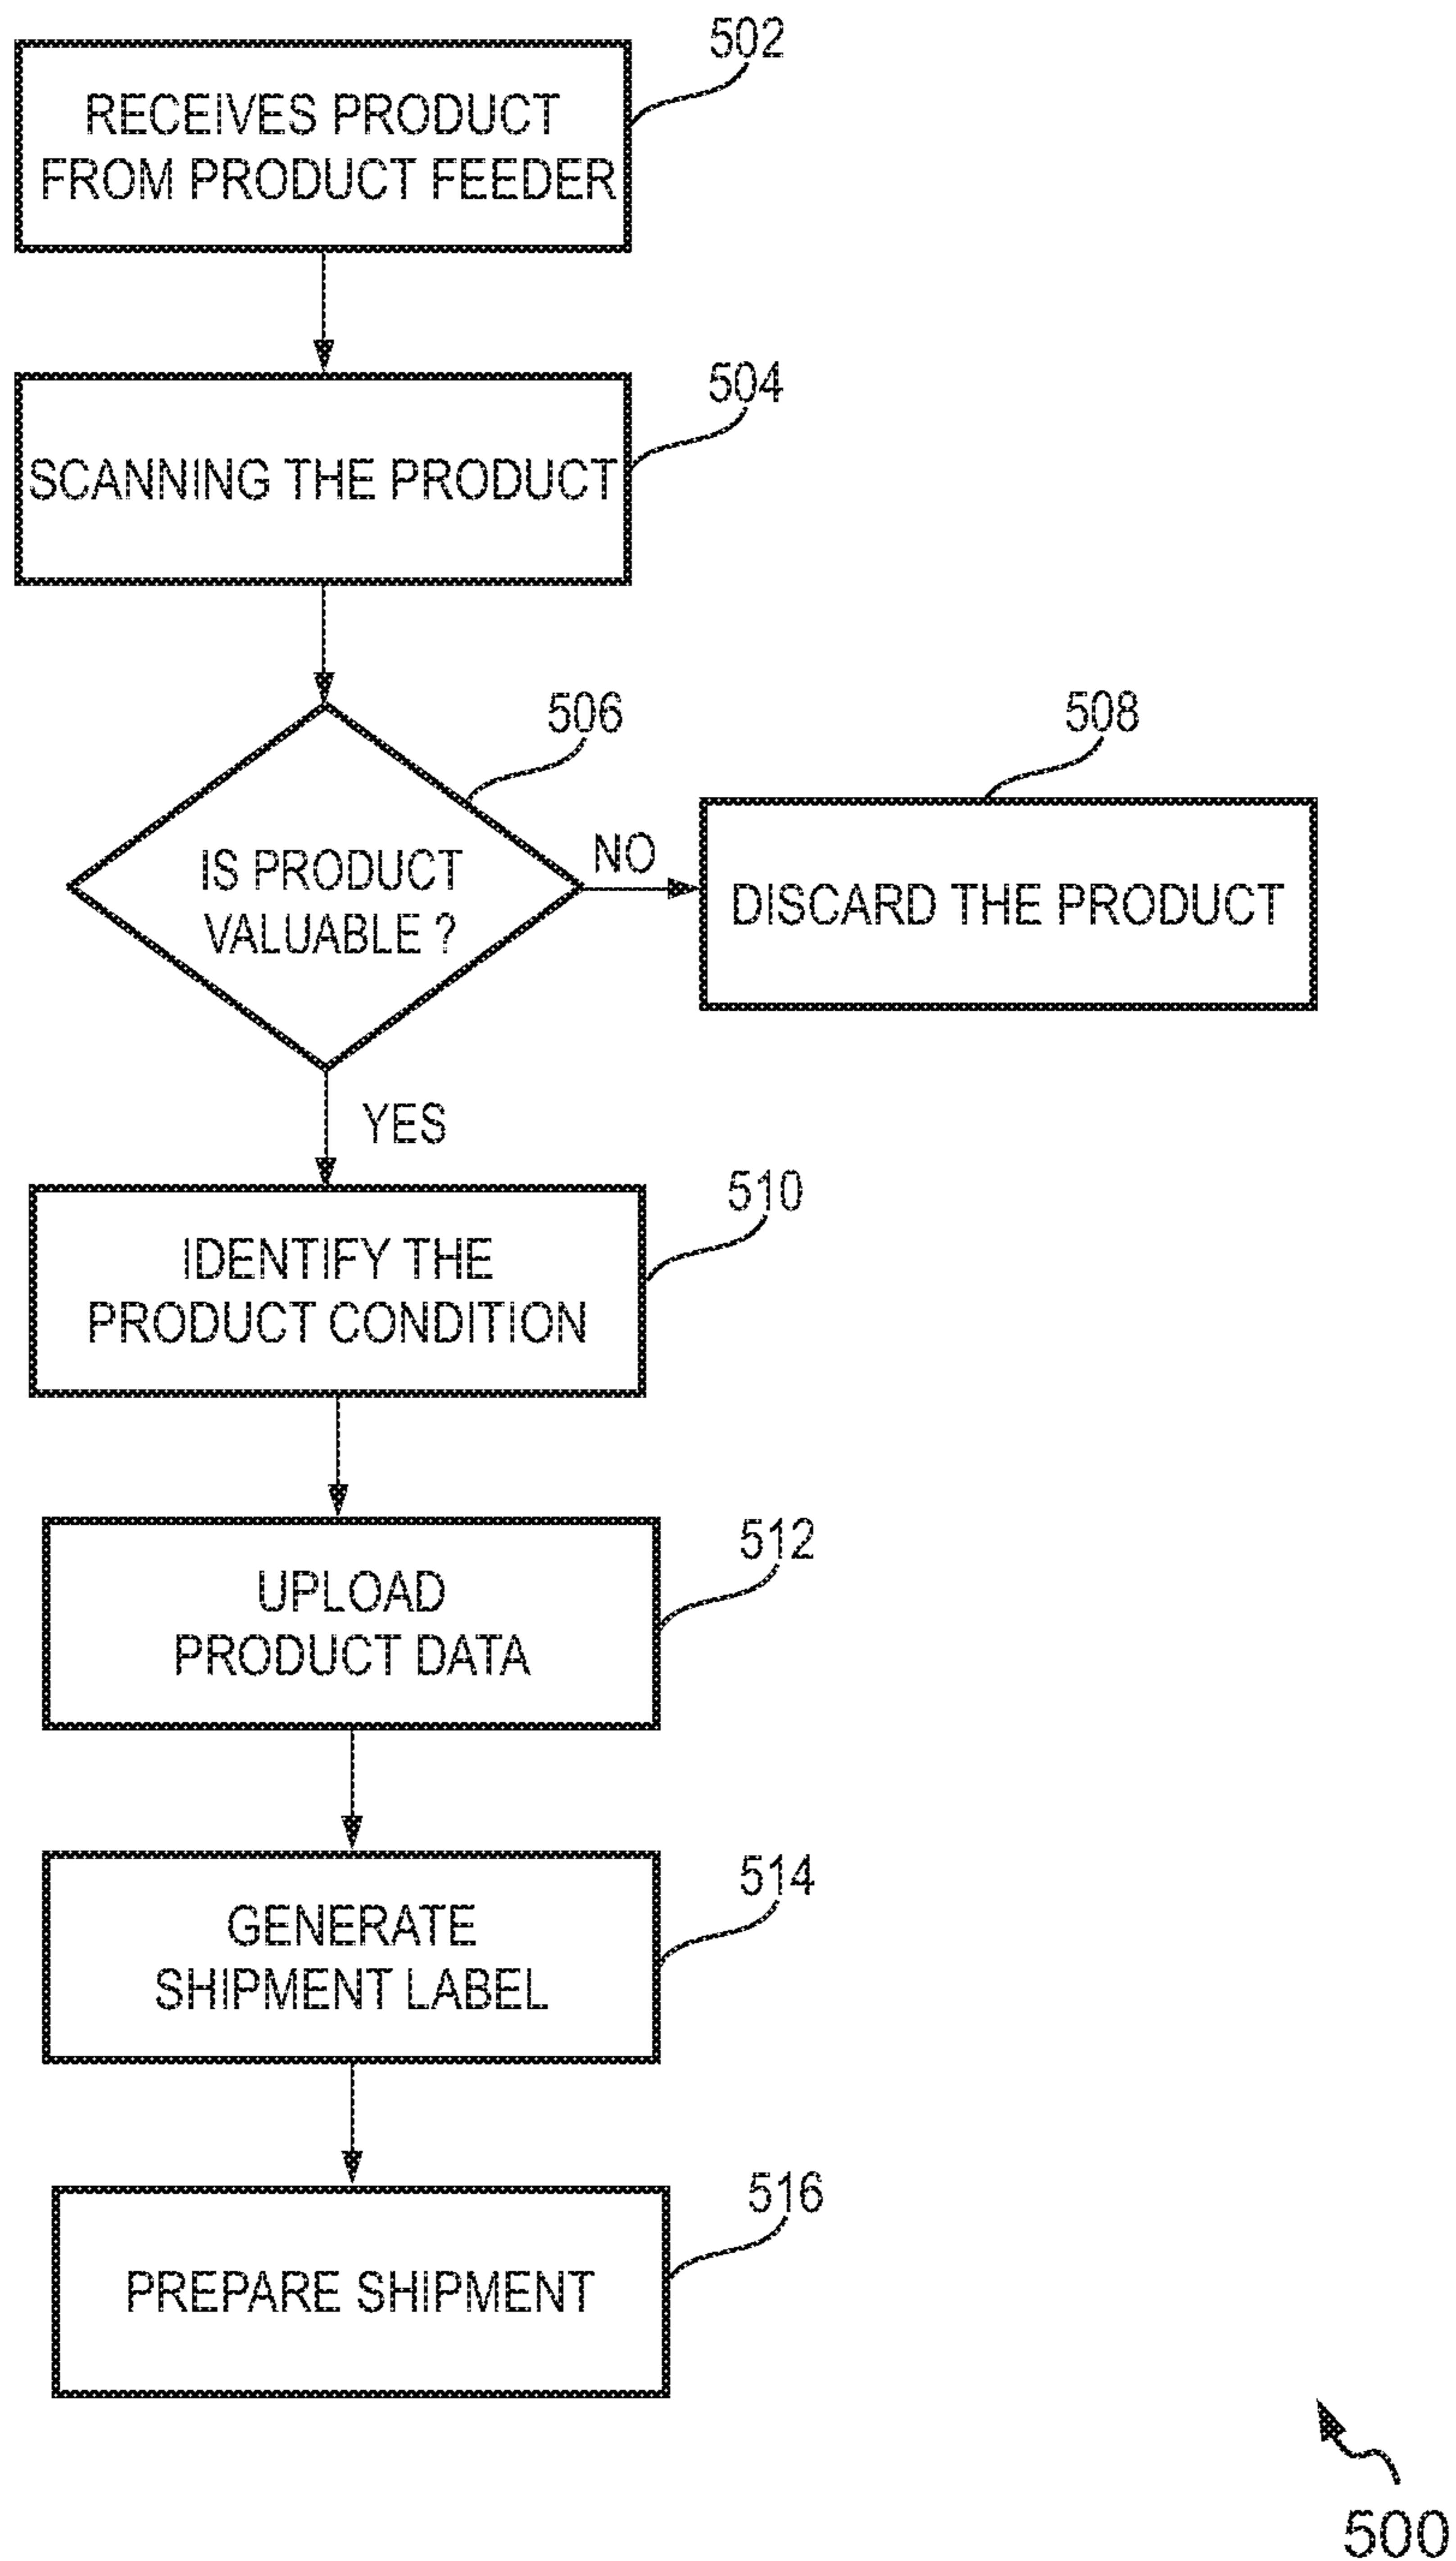 502
RECEIVES PRODUCT
FROM PRODUCT FEEDER
504
SCANNING THE PRODUCT
506
508
IS PRODUCT
VALUABLE ?
NO
DISCARD THE PRODUCT
YES
510
IDENTIFY THE
PRODUCT CONDITION
512
UPLOAD
PRODUCT DATA
514
GENERATE
SHIPMENT LABEL
516
PREPARE SHIPMENT
500